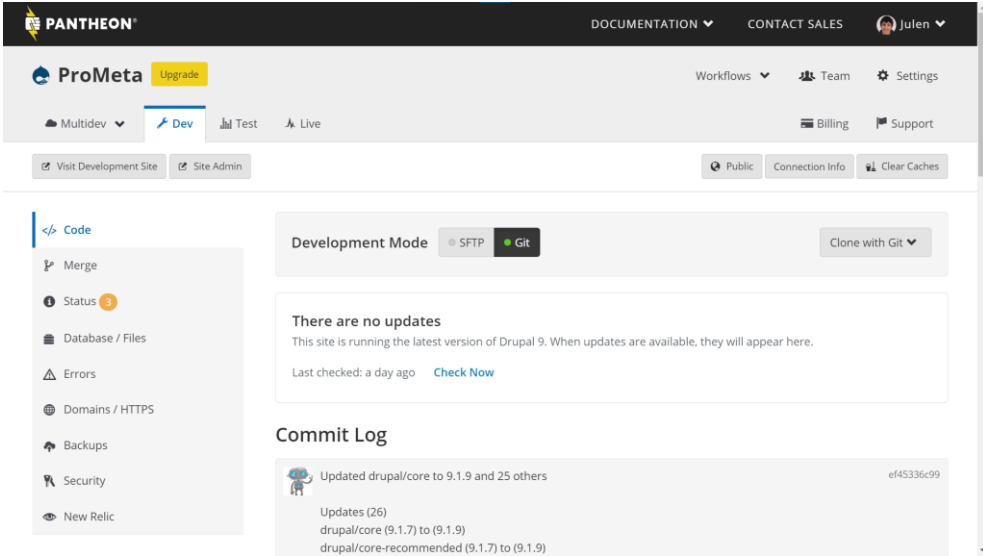 PANTHEON®
DOCUMENTATION
CONTACT SALES
Julen
ProMeta
Upgrade
Workflows
Team
Settings
Multidev
Dev
Test
Live
Billing
Support
Visit Development Site
Site Admin
Public
Connection Info
Clear Caches
</> Code
Merge
Status 3
Database / Files
Errors
Domains / HTTPS
Backups
Security
New Relic
Development Mode
SFTP
Git
Clone with Git
There are no updates
This site is running the latest version of Drupal 9. When updates are available, they will appear here.
Last checked: a day ago Check Now
Commit Log
Updated drupal/core to 9.1.9 and 25 others
ef45336c99
Updates (26)
drupal/core (9.1.7) to (9.1.9)
drupal/core-recommended (9.1.7) to (9.1.9)